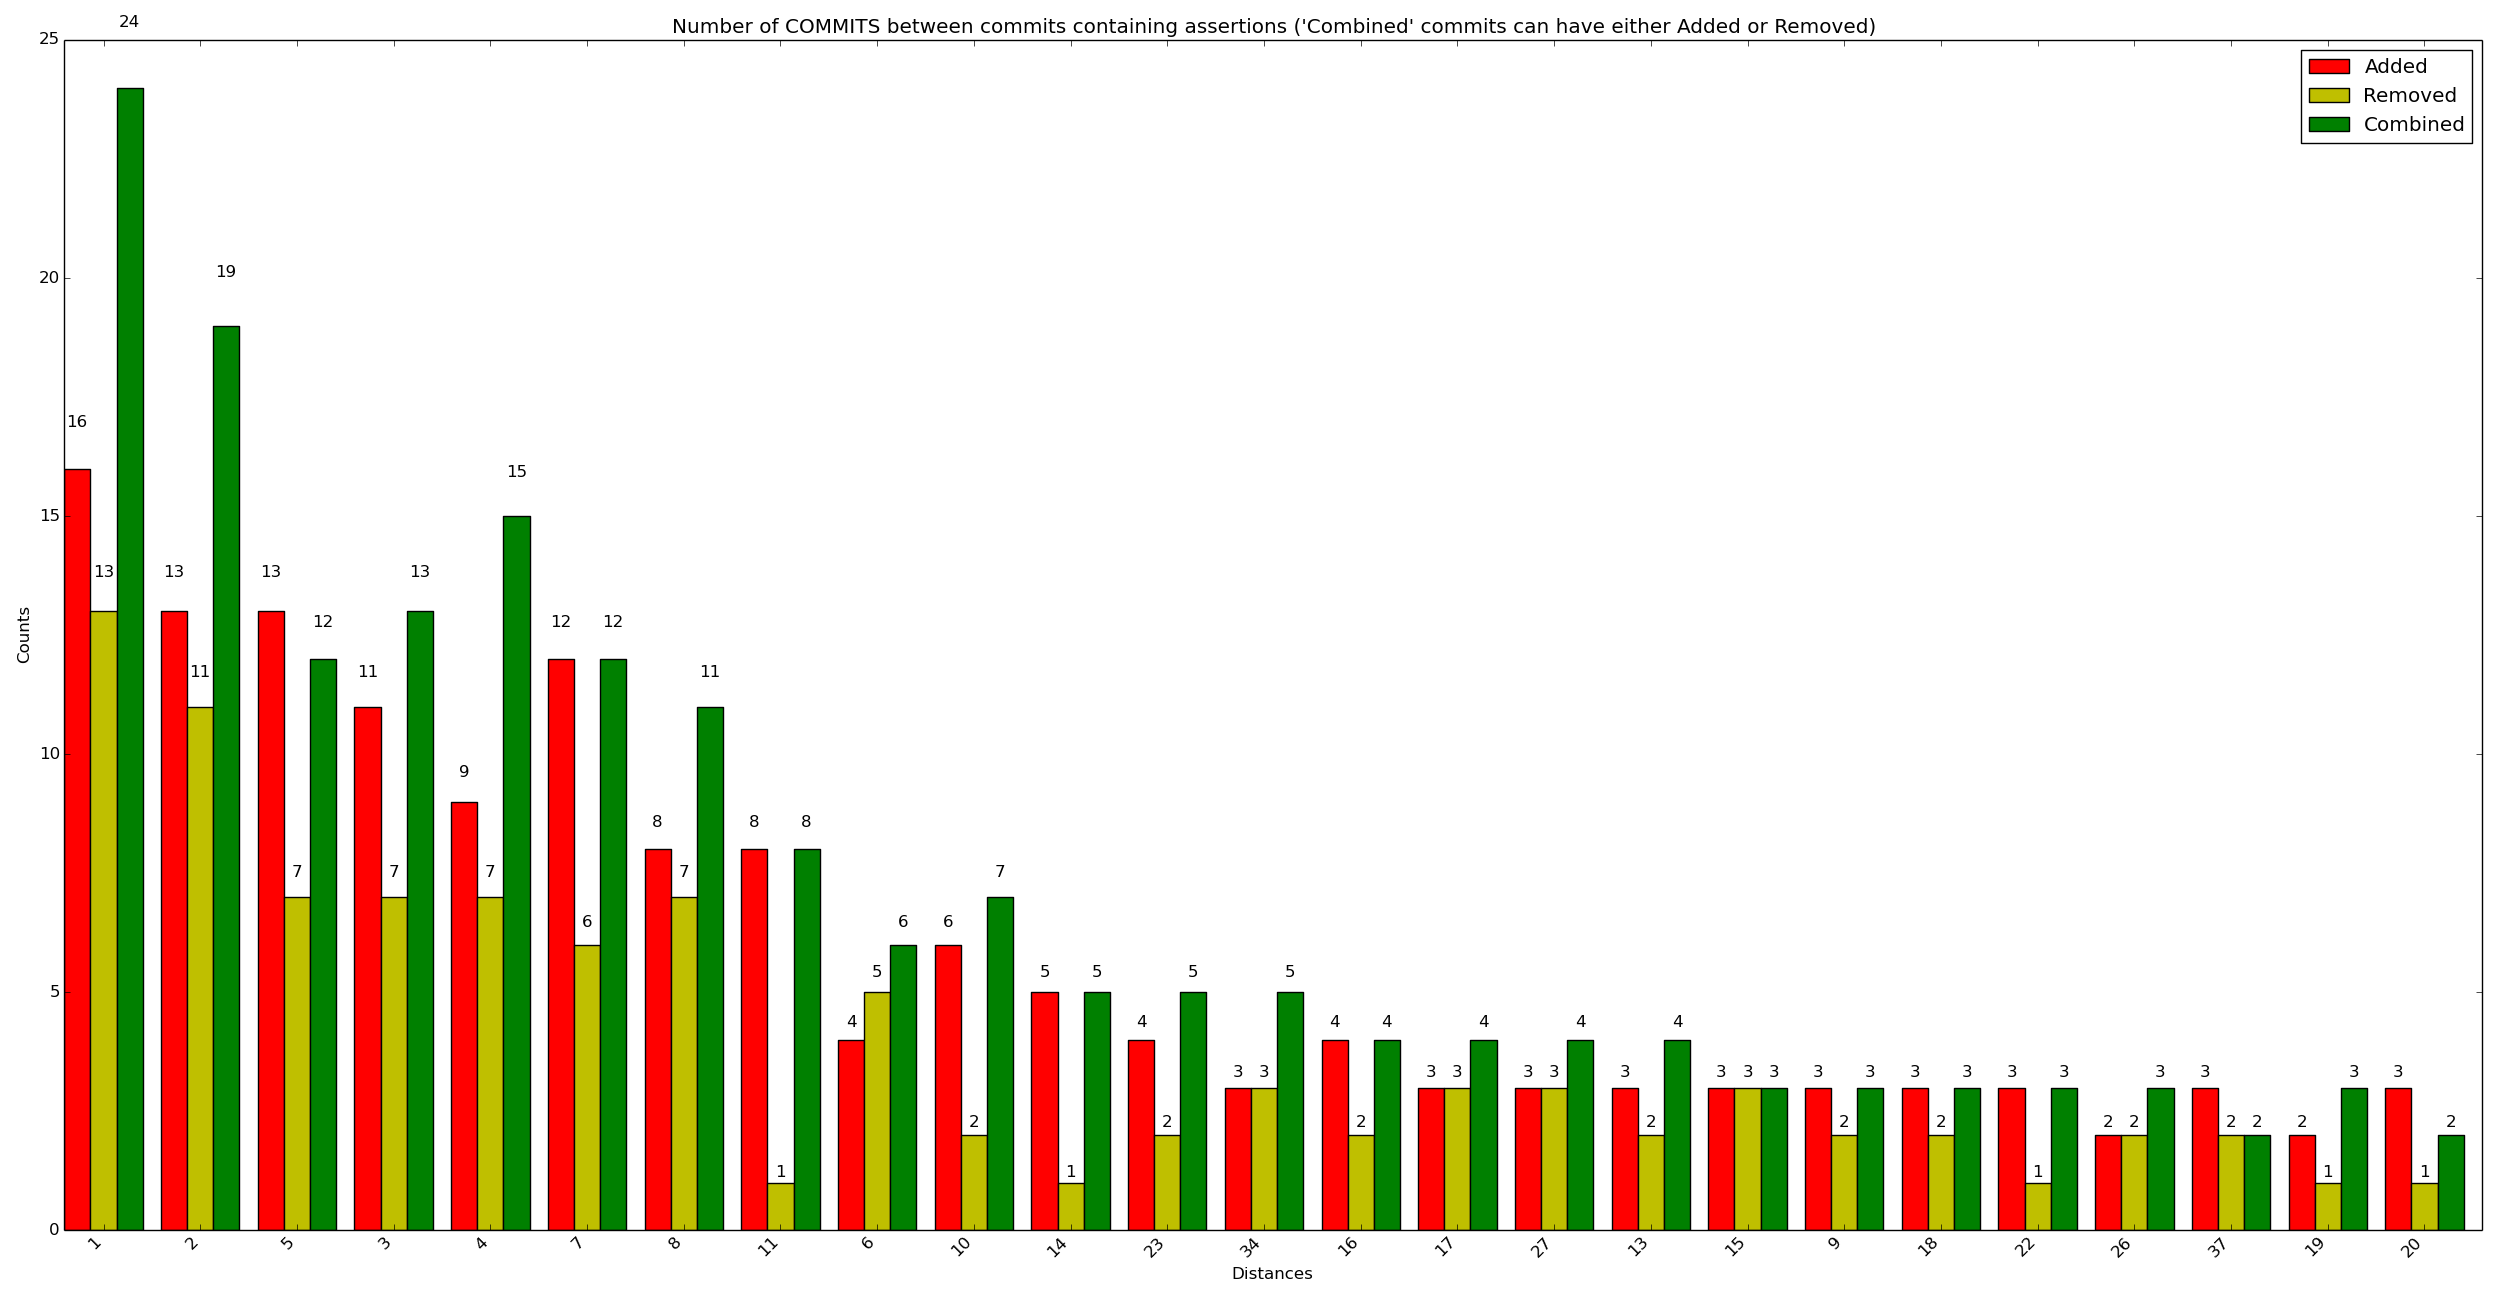 Number of COMMITS between commits containing assertions ('Combined' commits can have either Added or Removed)
Added
Removed
Combined
Counts
25
20
15
10
5
0
16 13 24
13 11 19
13 7 12
11 7 13
9 7 15
12 6 12
8 7 11
8 1 8
4 5 6
6 2 7
5 1 5
4 2 5
3 3 5
4 2 4
3 3 4
3 3 4
3 2 4
3 3 3
3 2 3
3 2 3
3 1 3
2 2 3
3 2 2
2 1 3
3 1 2
1 2 5 3 4 7 8 11 6 10 14 23 34 16 17 27 13 15 9 18 22 26 37 19 20
Distances